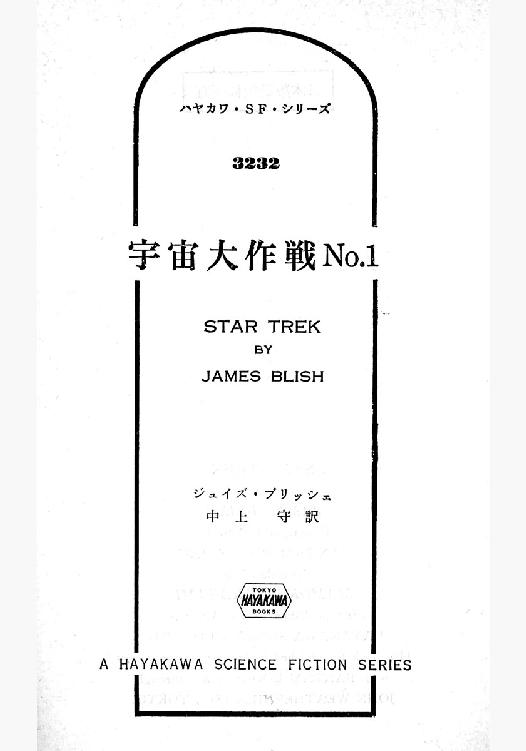 ハヤカワ・SF・シリーズ
3232
宇宙大作戦No.1
STAR TREK
BY
JAMES BLISH
ジェイズ・ブリッシェ
中上 守訳
TOKYO
HAYAKAWA
BOOKS
A HAYAKAWA SCIENCE FICTION SERIES